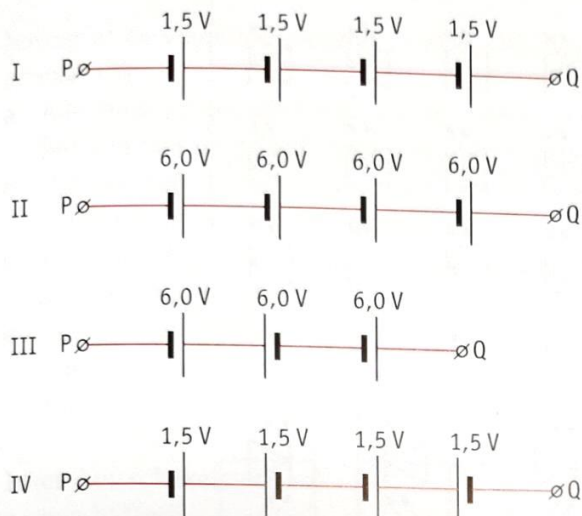 1,5 V 1,5 V 1,5 V 1,5 V
I P Q
6,0 V 6,0 V 6,0 V 6,0 V
II P Q
6,0 V 6,0 V 6,0 V
III P Q
1,5 V 1,5 V 1,5 V 1,5 V
IV P Q